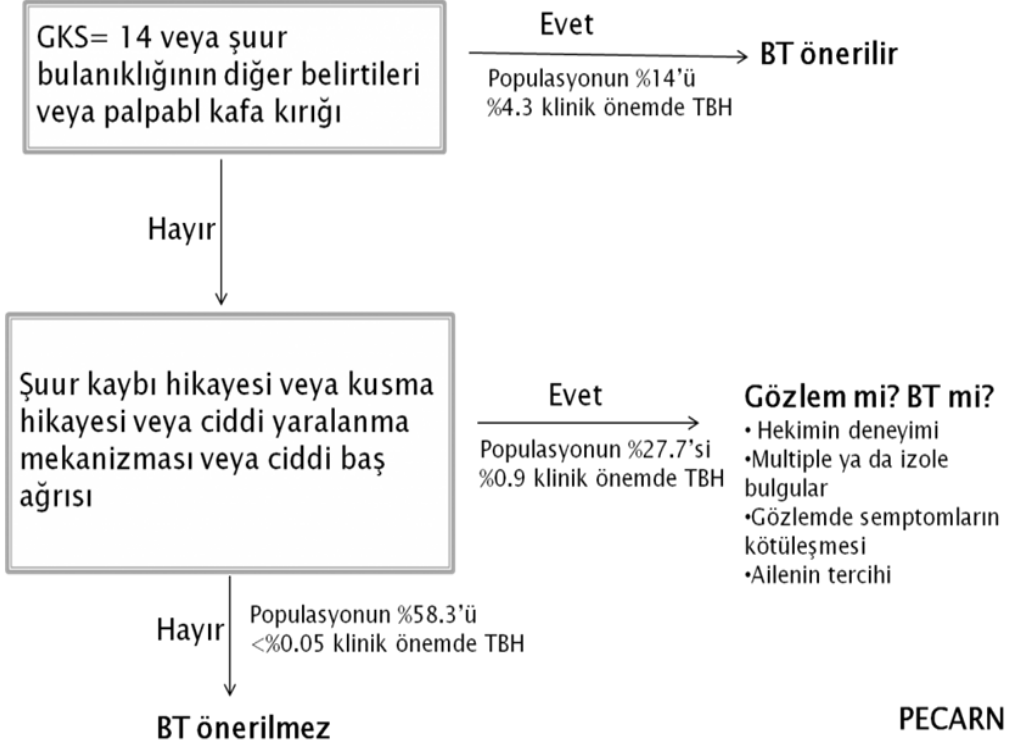 GKS= 14 veya şuur
bulanıklığının diğer belirtileri
veya palpabl kafa kırığı
Evet
Populasyonun %14'ü
%4.3 klinik önemde TBH
BT önerilir
Hayır
Şuur kaybı hikayesi veya kusma
hikayesi veya ciddi yaralanma
mekanizması veya ciddi baş
ağrısı
Evet
Populasyonun %27.7'si
%0.9 klinik önemde TBH
Gözlem mi? BT mi?
• Hekimin deneyimi
•Multiple ya da izole
bulgular
•Gözlemde semptomların
kötüleşmesi
•Ailenin tercihi
Hayır
Populasyonun %58.3'ü
<%0.05 klinik önemde TBH
BT önerilmez
PECARN